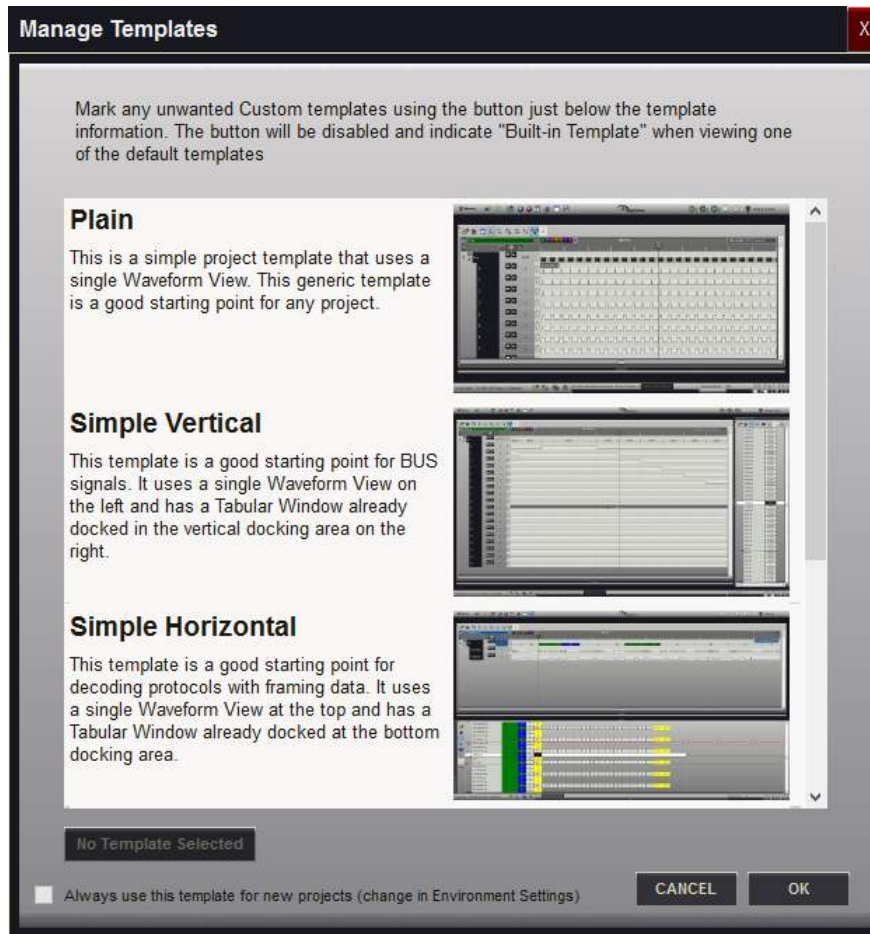 Manage Templates
X
Mark any unwanted Custom templates using the button just below the template
information. The button will be disabled and indicate "Built-in Template" when viewing one
of the default templates
Plain
This is a simple project template that uses a
single Waveform View. This generic template
is a good starting point for any project.
Simple Vertical
This template is a good starting point for BUS
signals. It uses a single Waveform View on
the left and has a Tabular Window already
docked in the vertical docking area on the
right.
Simple Horizontal
This template is a good starting point for
decoding protocols with framing data. It uses
a single Waveform View at the top and has a
Tabular Window already docked at the bottom
docking area.
No Template Selected
Always use this template for new projects (change in Environment Settings)
CANCEL
OK